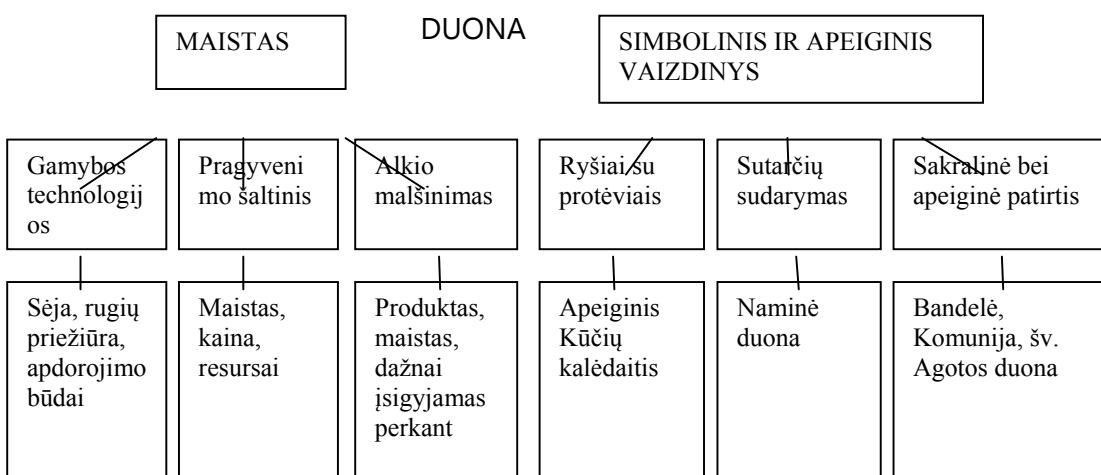 DUONA
MAISTAS
SIMBOLINIS IR APEIGINIS
VAIZDINYS
Gamybos
technologij
os
Pragyveni
mo šaltinis
Alkio
malšinimas
Ryšiai su
protėviais
Sutarčių
sudarymas
Sakralinė bei
apeiginė patirtis
Sėja, rugių
priežiūra,
apdorojimo
būdai
Maistas,
kaina,
resursai
Produktas,
maistas,
dažnai
įsigyjamas
perkant
Apeiginis
Kūčių
kalėdaitis
Naminė
duona
Bandelė,
Komunija, šv.
Agotos duona